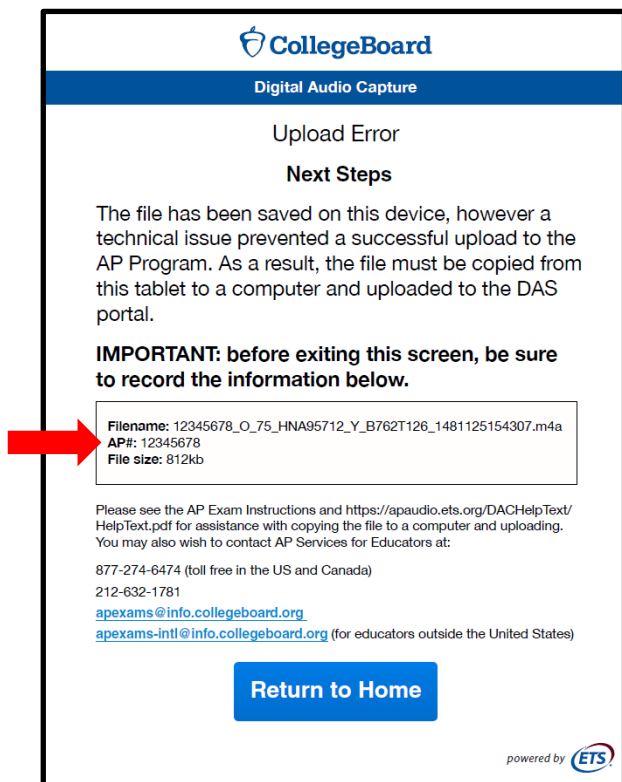 CollegeBoard
Digital Audio Capture
Upload Error
Next Steps
The file has been saved on this device, however a
technical issue prevented a successful upload to the
AP Program. As a result, the file must be copied from
this tablet to a computer and uploaded to the DAS
portal.
IMPORTANT: before exiting this screen, be sure
to record the information below.
Filename: 12345678_O_75_HNA95712_Y_B762T126_1481125154307.m4a
AP#: 12345678
File size: 812kb
Please see the AP Exam Instructions and https://apaudio.ets.org/DACHelpText/
HelpText.pdf for assistance with copying the file to a computer and uploading.
You may also wish to contact AP Services for Educators at:
877-274-6474 (toll free in the US and Canada)
212-632-1781
apexams@info.collegeboard.org
apexams-intl@info.collegeboard.org (for educators outside the United States)
Return to Home
powered by ETS